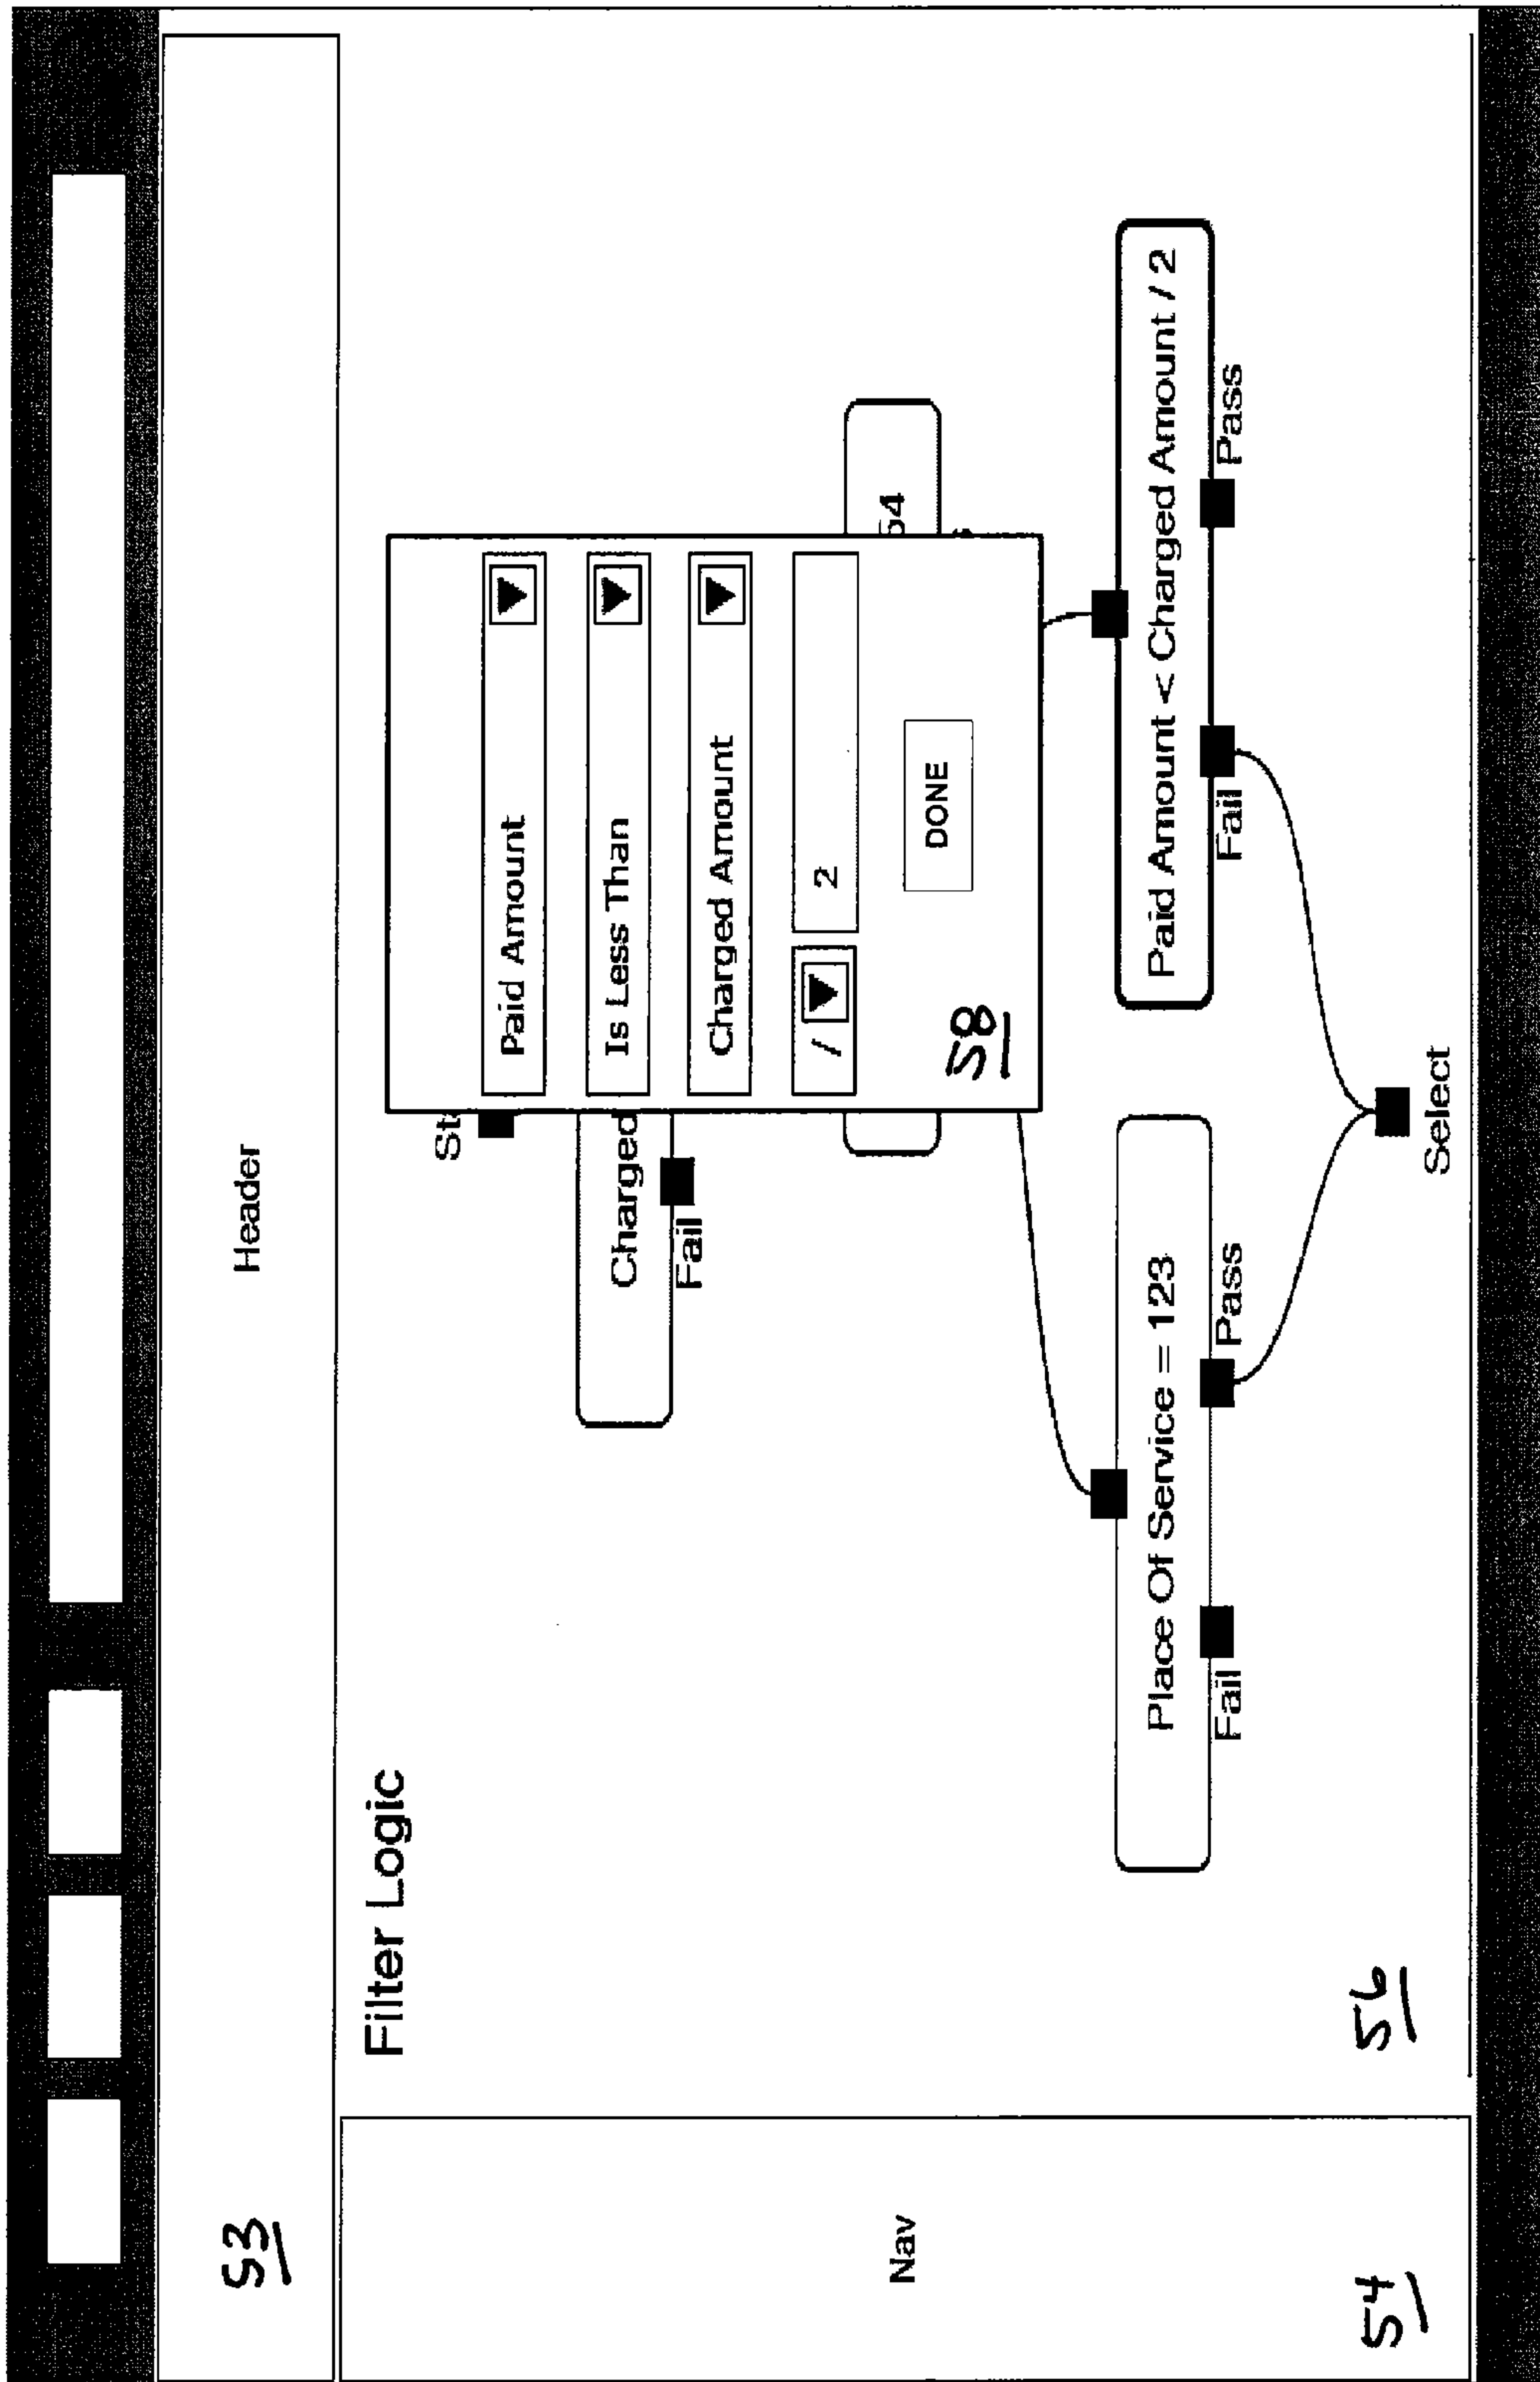 Header
53
Filter Logic
St
Paid Amount
Charged
Is Less Than
Fail
Charged Amount
/ 2
54
DONE
58
Nav
Place Of Service = 123
Paid Amount < Charged Amount / 2
Fail Pass
Fail Pass
Select
54
56